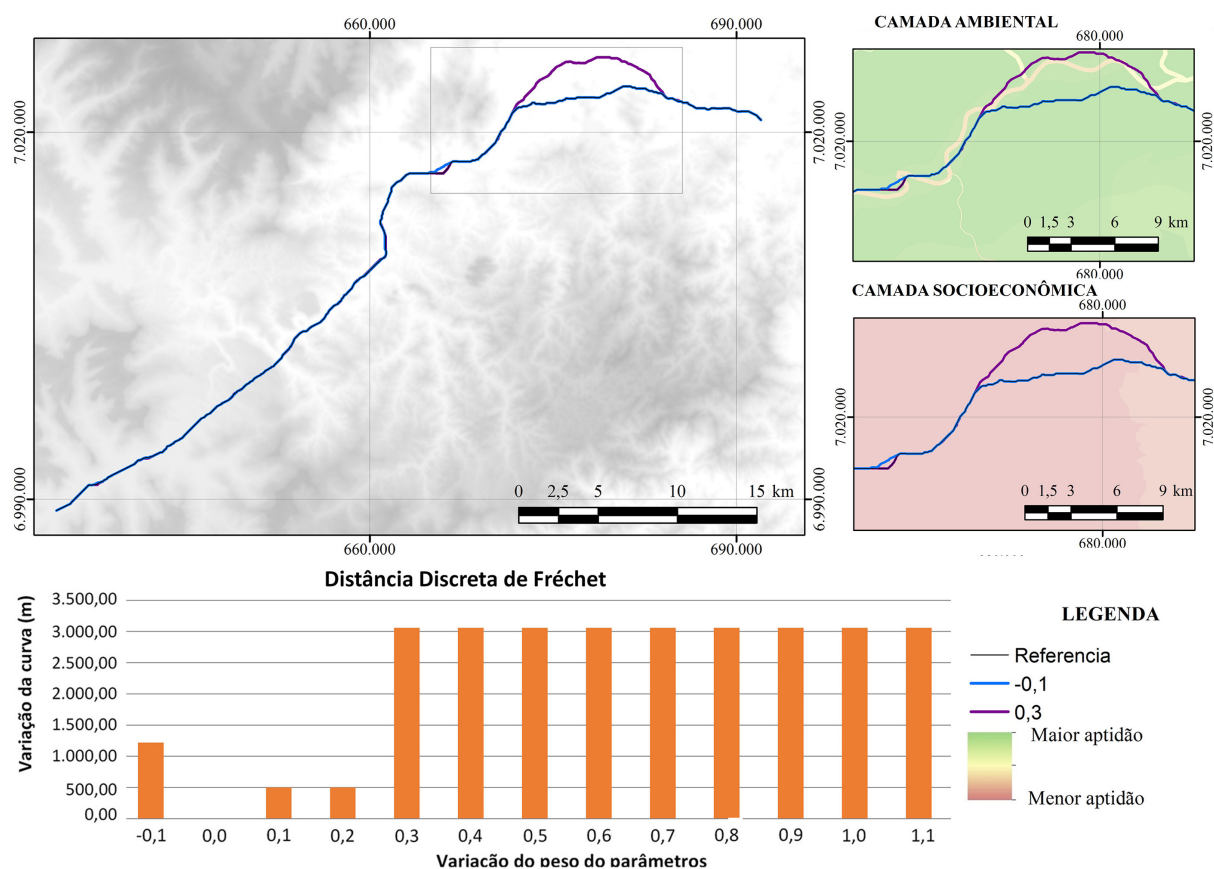 660.000
690.000
7.020.000
7.020.000
6.990.000
6.990.000
0 2,5 5 10 15 km
660.000
690.000
CAMADA AMBIENTAL
680.000
7.020.000
7.020.000
0 1,5 3 6 9 km
680.000
CAMADA SOCIOECONÔMICA
680.000
7.020.000
7.020.000
0 1,5 3 6 9 km
680.000
Distância Discreta de Fréchet
Variação da curva (m)
3.500,00
3.000,00
2.500,00
2.000,00
1.500,00
1.000,00
500,00
0,00
-0,1 0,0 0,1 0,2 0,3 0,4 0,5 0,6 0,7 0,8 0,9 1,0 1,1
Variação do peso do parâmetros
LEGENDA
Referencia
-0,1
0,3
Maior aptidão
Menor aptidão